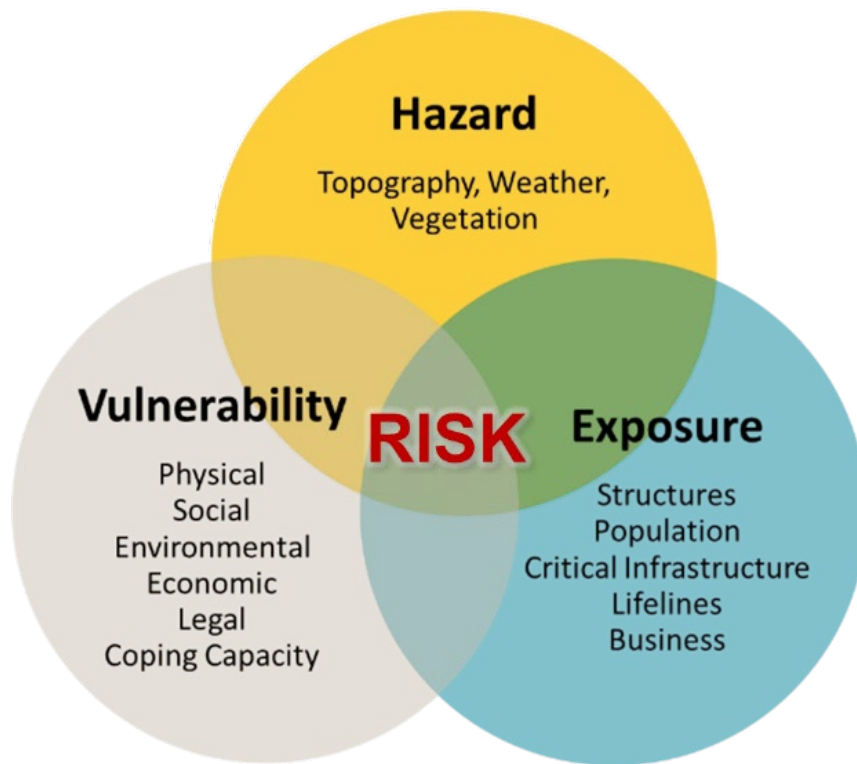 Hazard
Topography, Weather,
Vegetation
Vulnerability
Physical
Social
Environmental
Economic
Legal
Coping Capacity
RISK
Exposure
Structures
Population
Critical Infrastructure
Lifelines
Business